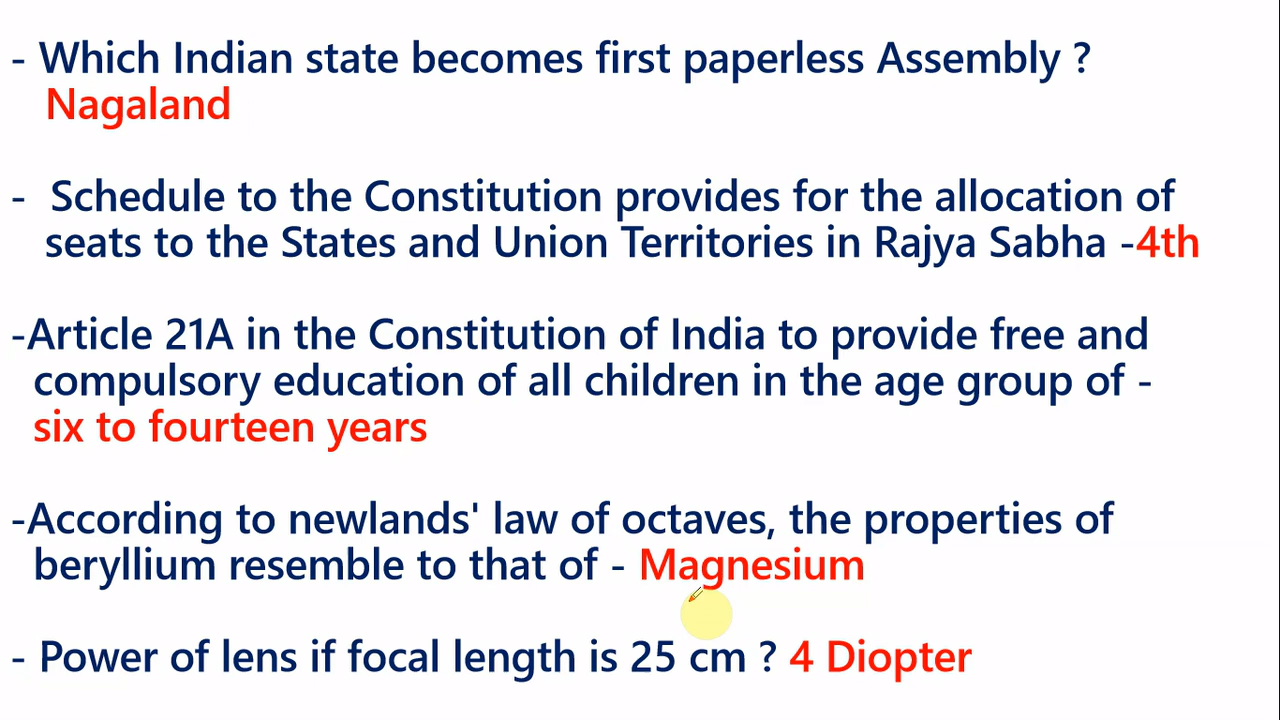 - Which Indian state becomes first paperless Assembly ?
Nagaland
- Schedule to the Constitution provides for the allocation of
seats to the States and Union Territories in Rajya Sabha -4th
-Article 21A in the Constitution of India to provide free and
compulsory education of all children in the age group of -
six to fourteen years
-According to newlands' law of octaves, the properties of
beryllium resemble to that of - Magnesium
- Power of lens if focal length is 25 cm ? 4 Diopter